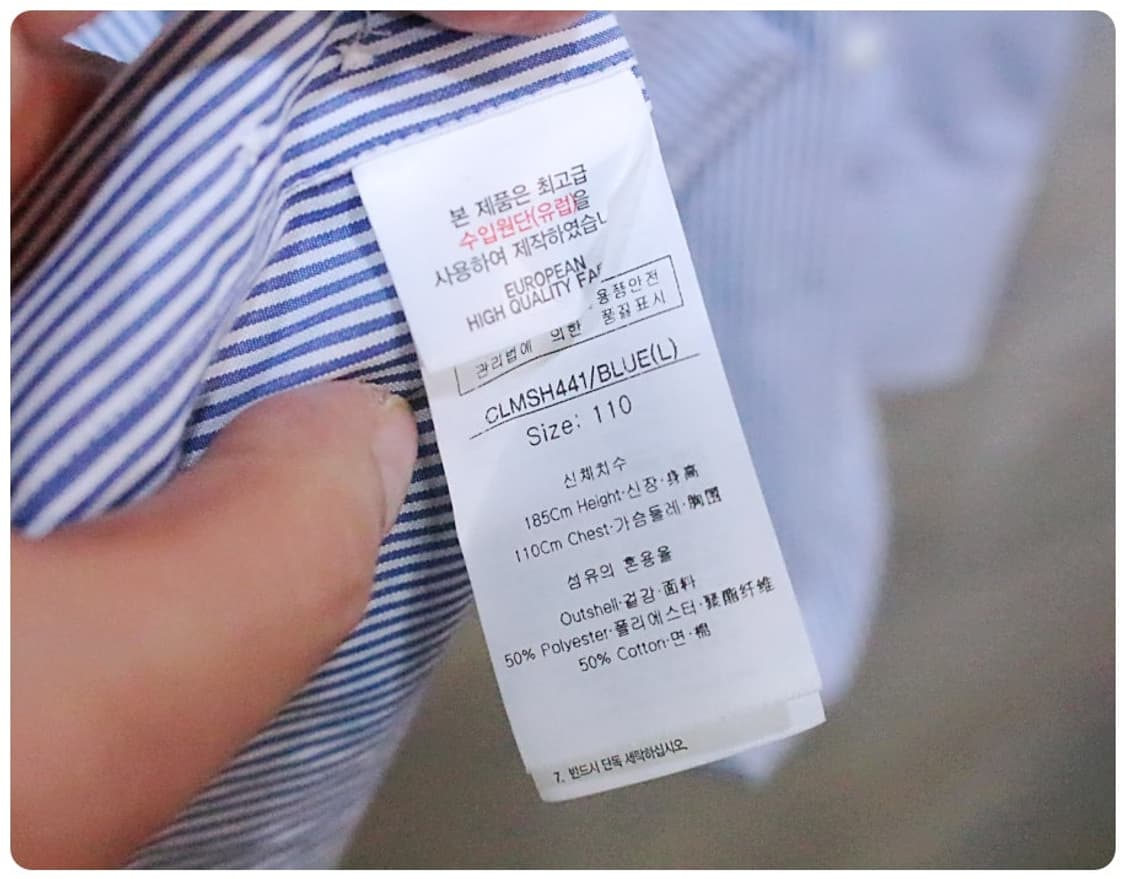 본 제품은 최고급
수입원단(유럽)을
사용하여 제작하였습
EUROPEAN
HIGH QUALITY
용품안전
관리법에 의한 품질표시
CLMSH441/BLUE(L)
Size: 110
신체치수
185Cm Height·신장·身高
110Cm Chest·가슴둘레·胸围
섬유의 혼용율
Outshell·겉감·面料
50% Polyester·폴리에스터·聚酯纤维
50% Cotton·면·棉
7. 반드시 단독 세탁하십시오.